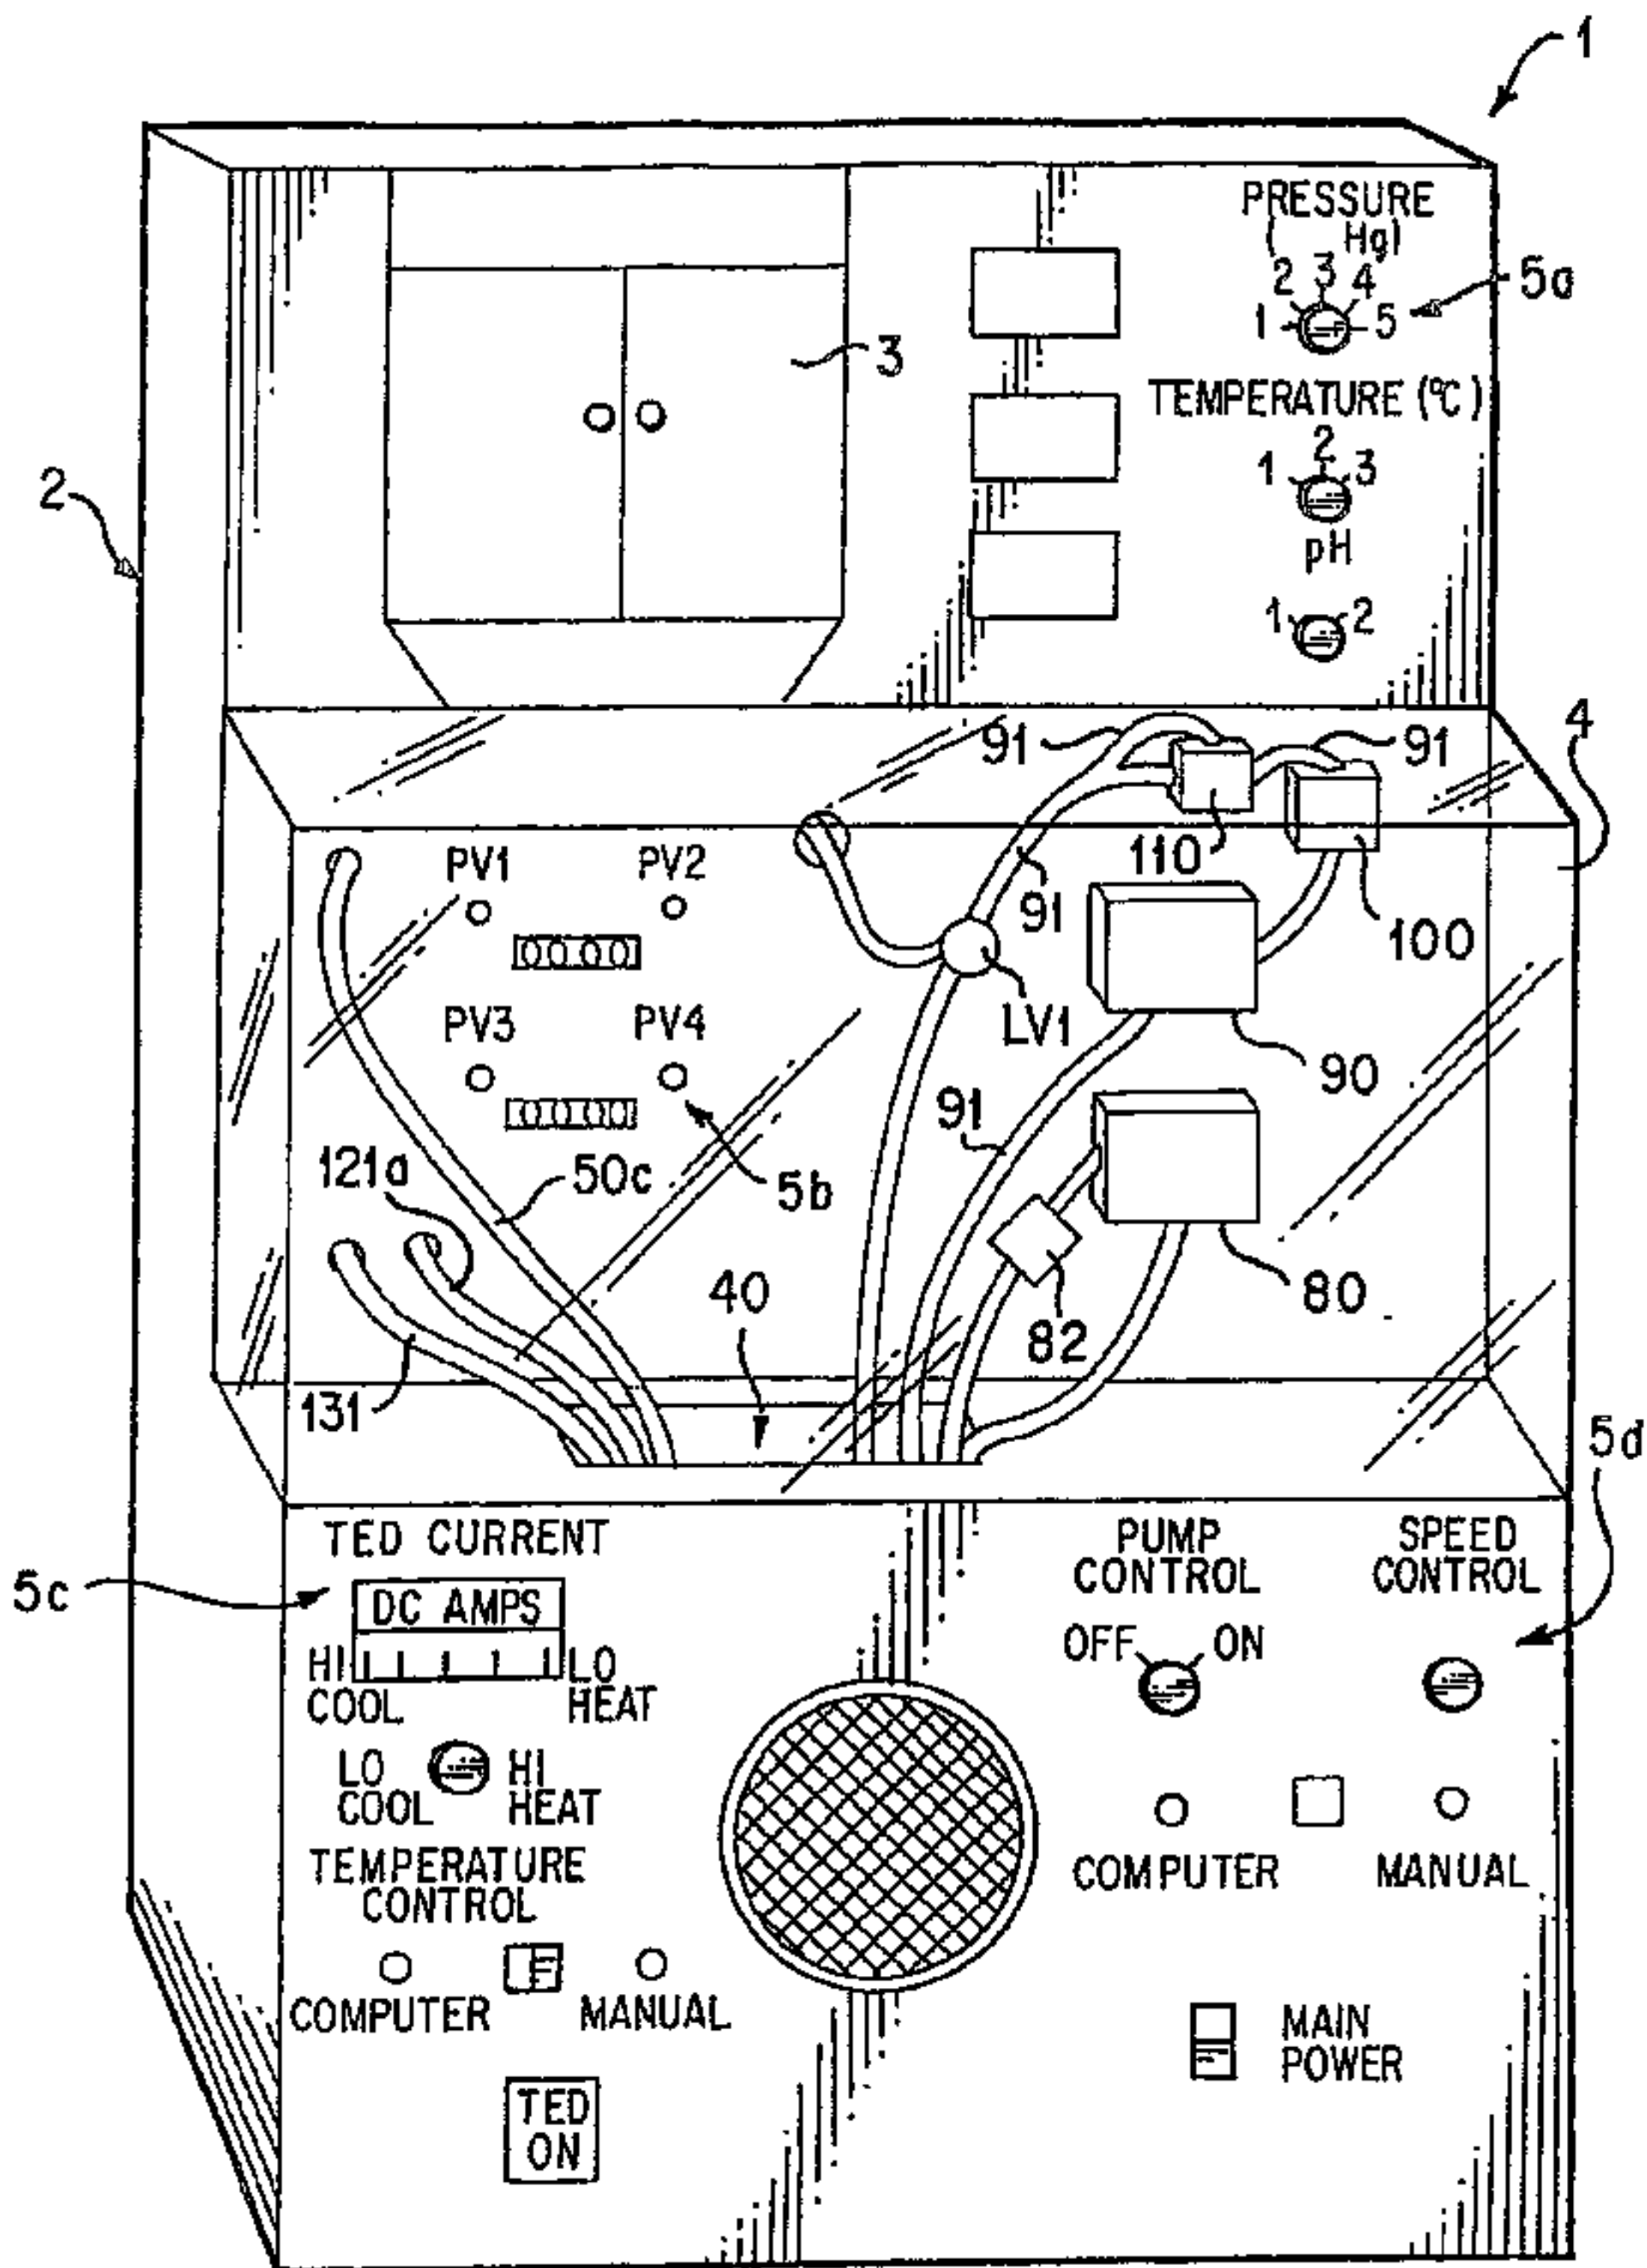 1
PRESSURE
( Hg)
2 3 4
1 5
5a
3
TEMPERATURE (°C)
2
1 3
2
pH
1 2
4
91 91
110
PV1 PV2
91
100
0000
LV1
PV3 PV4
90
91
0000
121a 50c
5b
40
80
82
131
5d
TED CURRENT
PUMP
CONTROL
SPEED
CONTROL
5c
DC AMPS
OFF ON
HI
COOL
LO
HEAT
LO
COOL
HI
HEAT
TEMPERATURE
CONTROL
COMPUTER MANUAL
COMPUTER MANUAL
MAIN
POWER
TED
ON